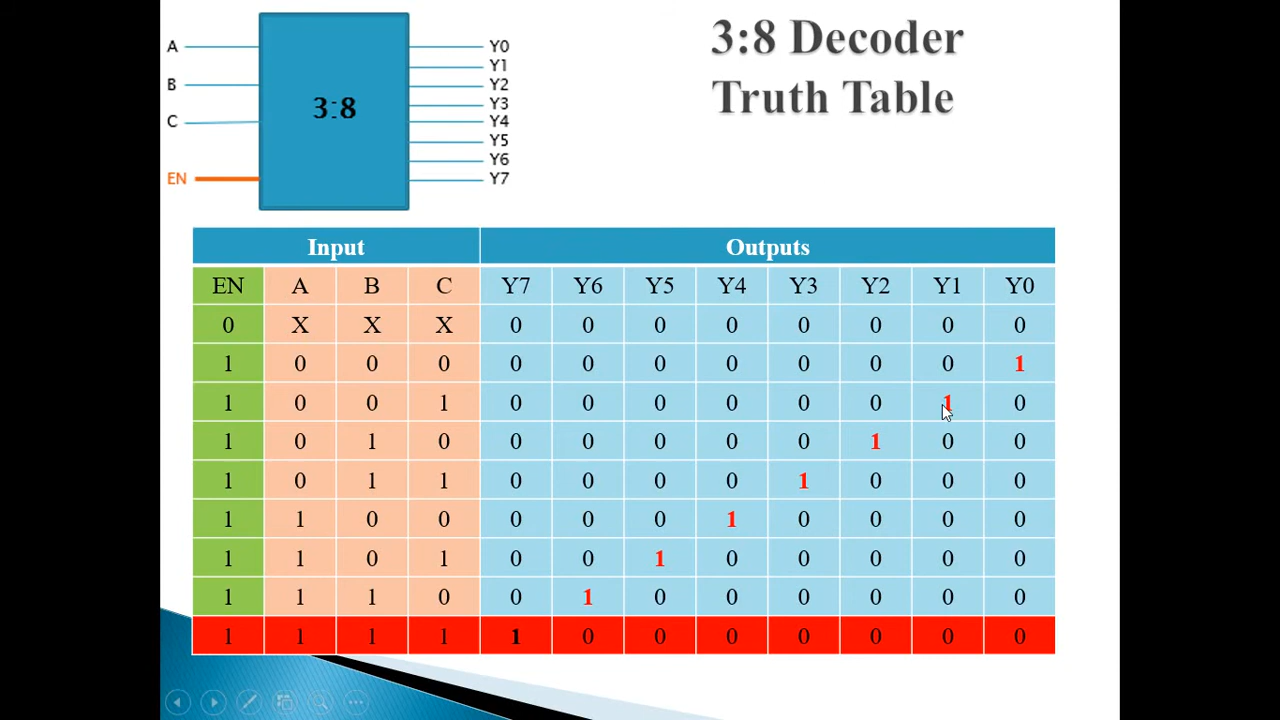 3:8 Decoder
Truth Table
A
B
C
EN
3:8
Y0
Y1
Y2
Y3
Y4
Y5
Y6
Y7
Input Outputs
EN A B C Y7 Y6 Y5 Y4 Y3 Y2 Y1 Y0
0 X X X 0 0 0 0 0 0 0 0
1 0 0 0 0 0 0 0 0 0 0 1
1 0 0 1 0 0 0 0 0 0 1 0
1 0 1 0 0 0 0 0 0 1 0 0
1 0 1 1 0 0 0 0 1 0 0 0
1 1 0 0 0 0 0 1 0 0 0 0
1 1 0 1 0 0 1 0 0 0 0 0
1 1 1 0 0 1 0 0 0 0 0 0
1 1 1 1 1 0 0 0 0 0 0 0